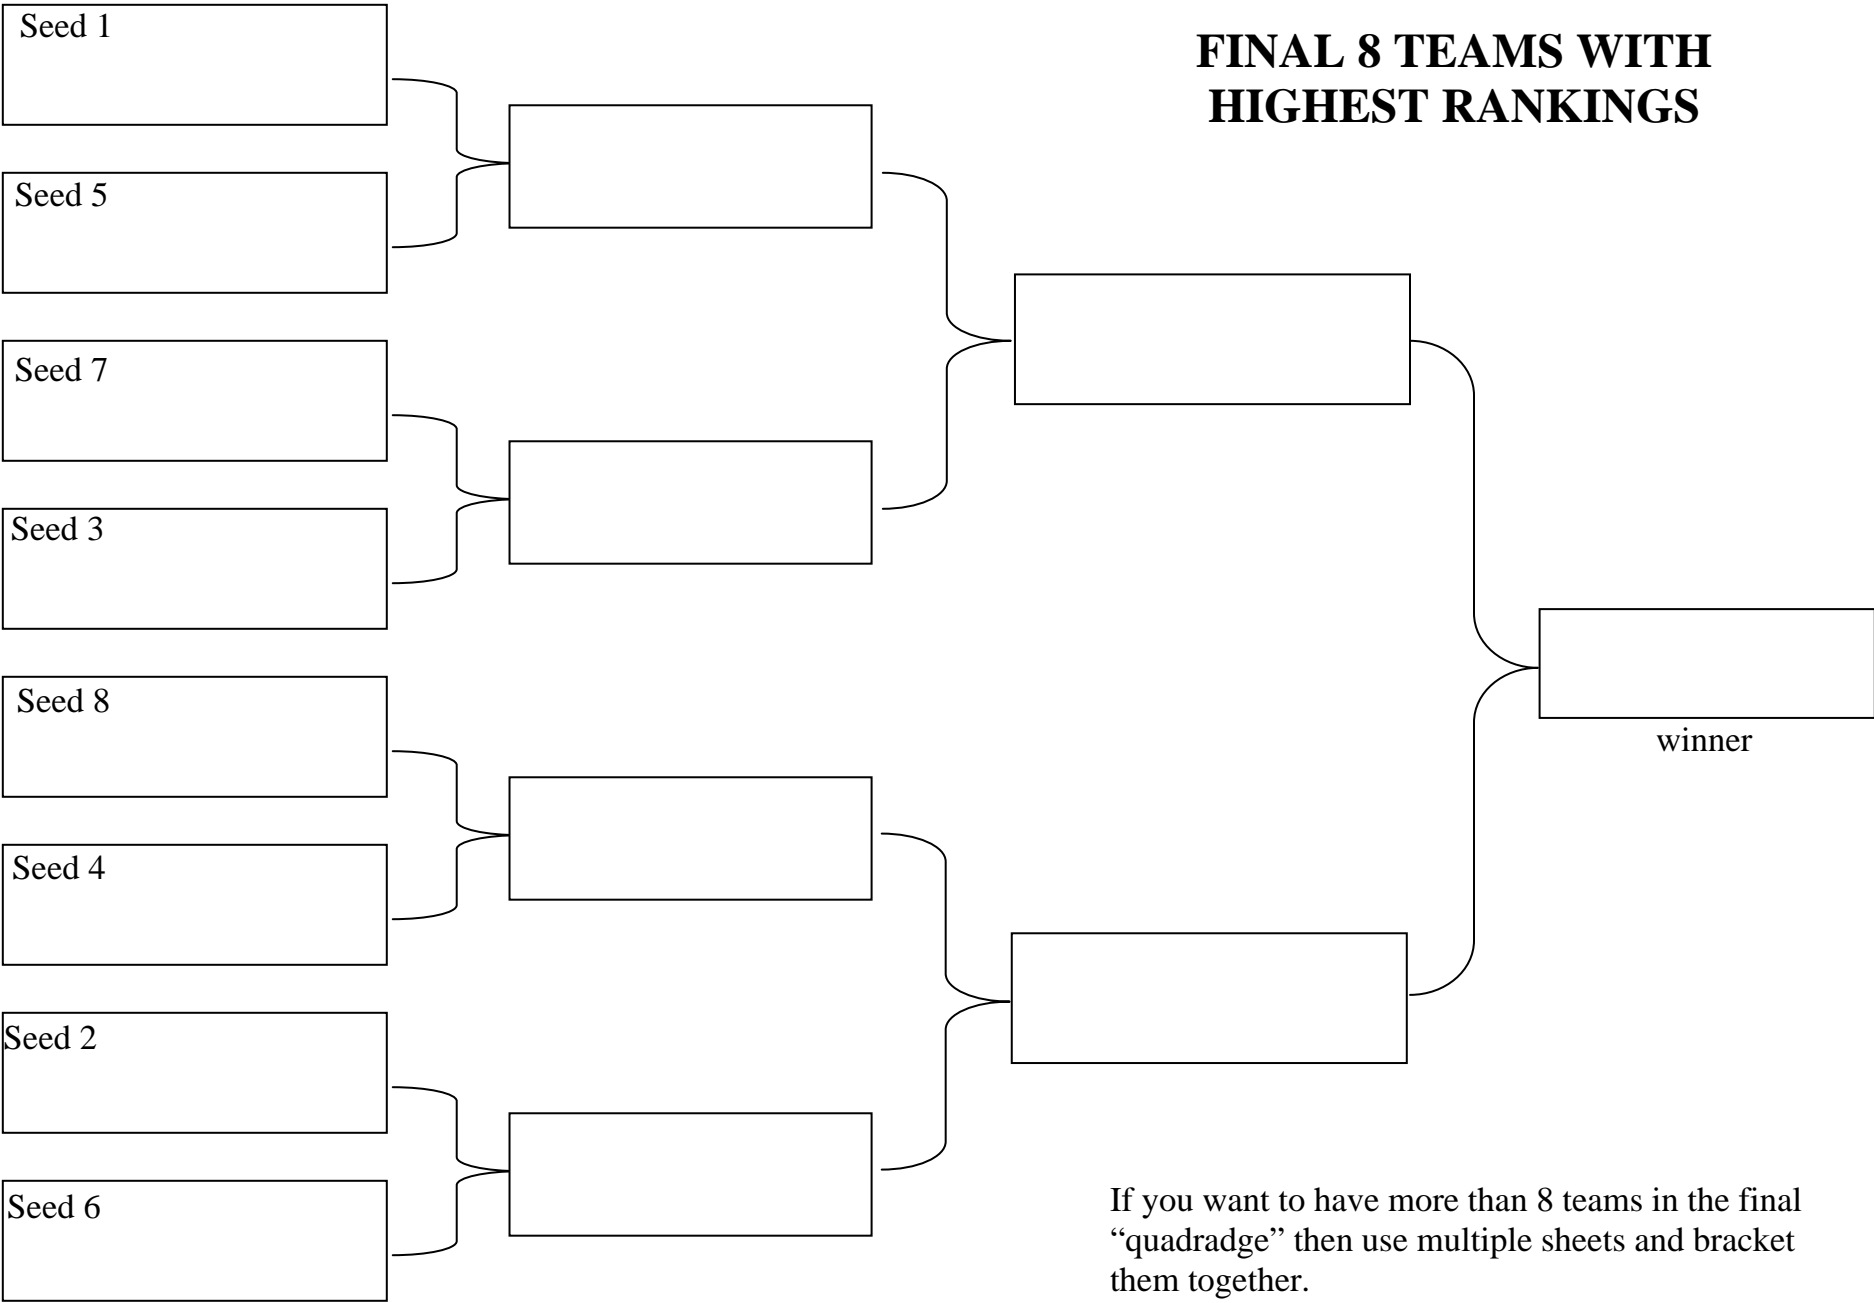 FINAL 8 TEAMS WITH
HIGHEST RANKINGS
Seed 1
Seed 5
Seed 7
Seed 3
Seed 8
Seed 4
Seed 2
Seed 6
winner
If you want to have more than 8 teams in the final
“quadradge” then use multiple sheets and bracket
them together.